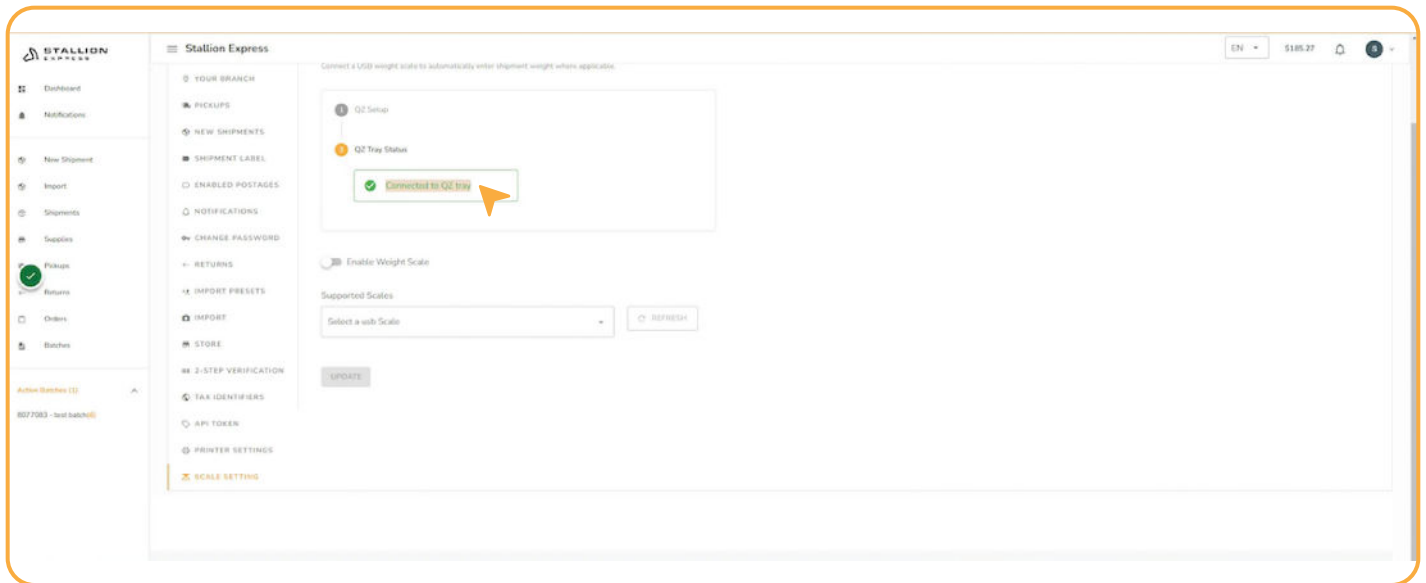 STALLION
EXPRESS
Stallion Express
EN
$185.27
S
Dashboard
Notifications
New Shipment
Import
Shipments
Supplies
Pickups
Returns
Orders
Batches
Active Batches (1)
8077083 - test batch
YOUR BRANCH
PICKUPS
NEW SHIPMENTS
SHIPMENT LABEL
ENABLED POSTAGES
NOTIFICATIONS
CHANGE PASSWORD
RETURNS
IMPORT PRESETS
IMPORT
STORE
2-STEP VERIFICATION
TAX IDENTIFIERS
API TOKEN
PRINTER SETTINGS
SCALE SETTING
Connect a USB weight scale to automatically enter shipment weight where applicable.
1 QZ Setup
QZ Tray Status
Connected to QZ tray
Enable Weight Scale
Supported Scales
Select a usb Scale
REFRESH
UPDATE